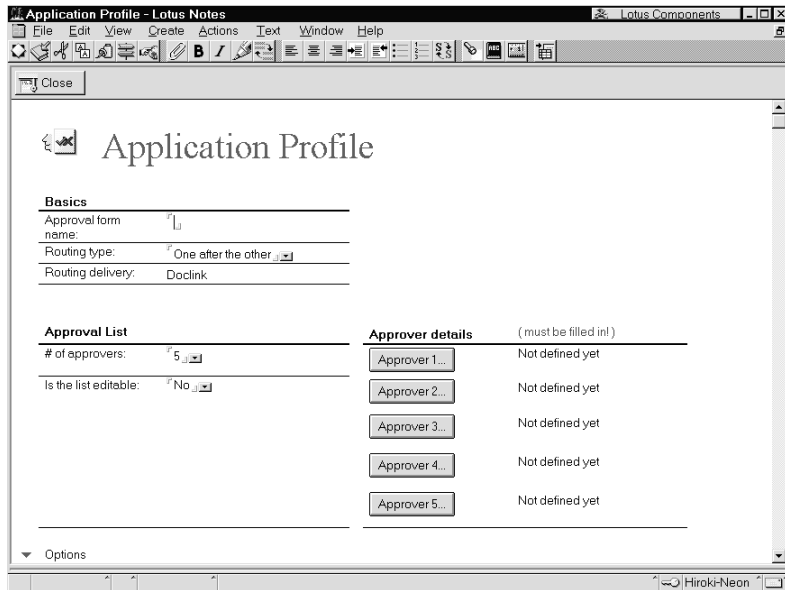 Application Profile - Lotus Notes
Lotus Components
File Edit View Create Actions Text Window Help
Close
Application Profile
Basics
Approval form
name:
Routing type: One after the other
Routing delivery: Doclink
Approval List
Approver details ( must be filled in! )
# of approvers: 5
Approver 1... Not defined yet
Is the list editable: No
Approver 2... Not defined yet
Approver 3... Not defined yet
Approver 4... Not defined yet
Approver 5... Not defined yet
Options
Hiroki-Neon